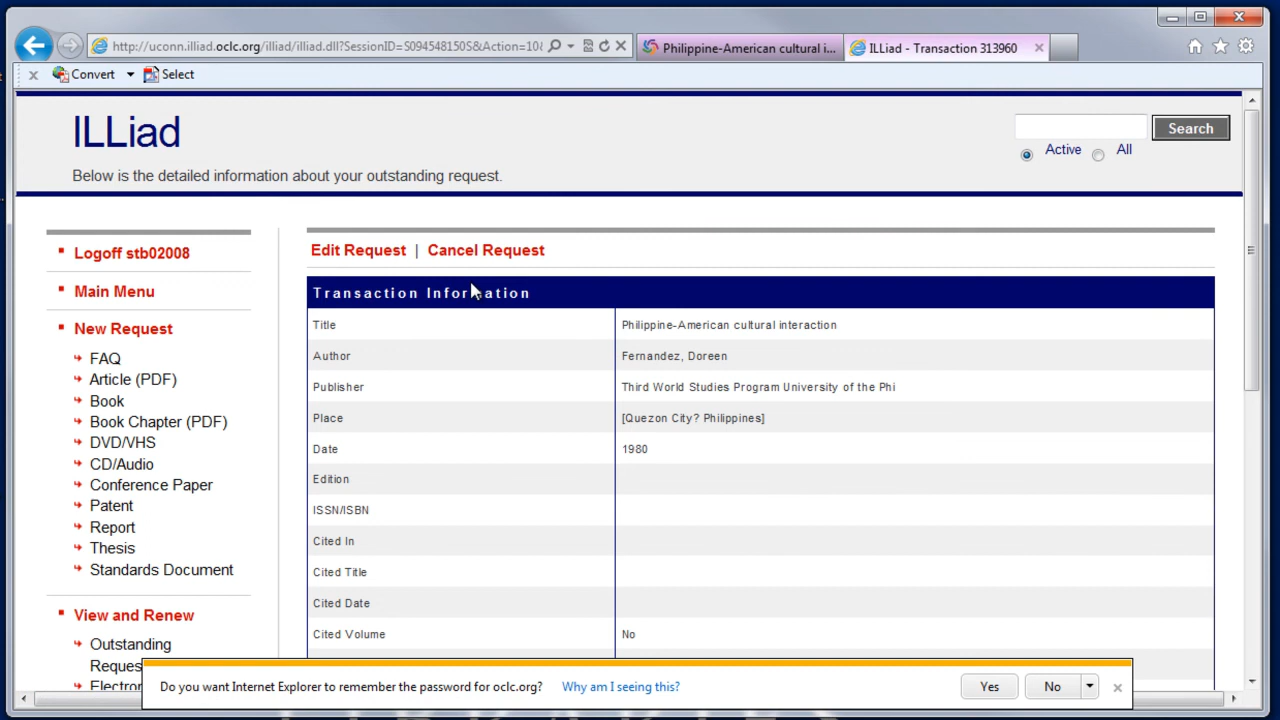 http://uconn.illiad.oclc.org/illiad/illiad.dll?SessionID=S094548150S&Action=10&
Philippine-American cultural i...
ILLiad - Transaction 313960
Convert
Select
ILLiad
Search
Active
All
Below is the detailed information about your outstanding request.
Logoff stb02008
Edit Request | Cancel Request
Main Menu
Transaction Information
New Request
Title Philippine-American cultural interaction
FAQ
Author Fernandez, Doreen
Article (PDF)
Publisher Third World Studies Program University of the Phi
Book
Book Chapter (PDF)
Place [Quezon City? Philippines]
DVD/VHS
Date 1980
CD/Audio
Edition
Conference Paper
Patent
ISSN/ISBN
Report
Cited In
Thesis
Standards Document
Cited Title
Cited Date
View and Renew
Cited Volume No
Outstanding
Reques
Electron
Do you want Internet Explorer to remember the password for oclc.org? Why am I seeing this? Yes No